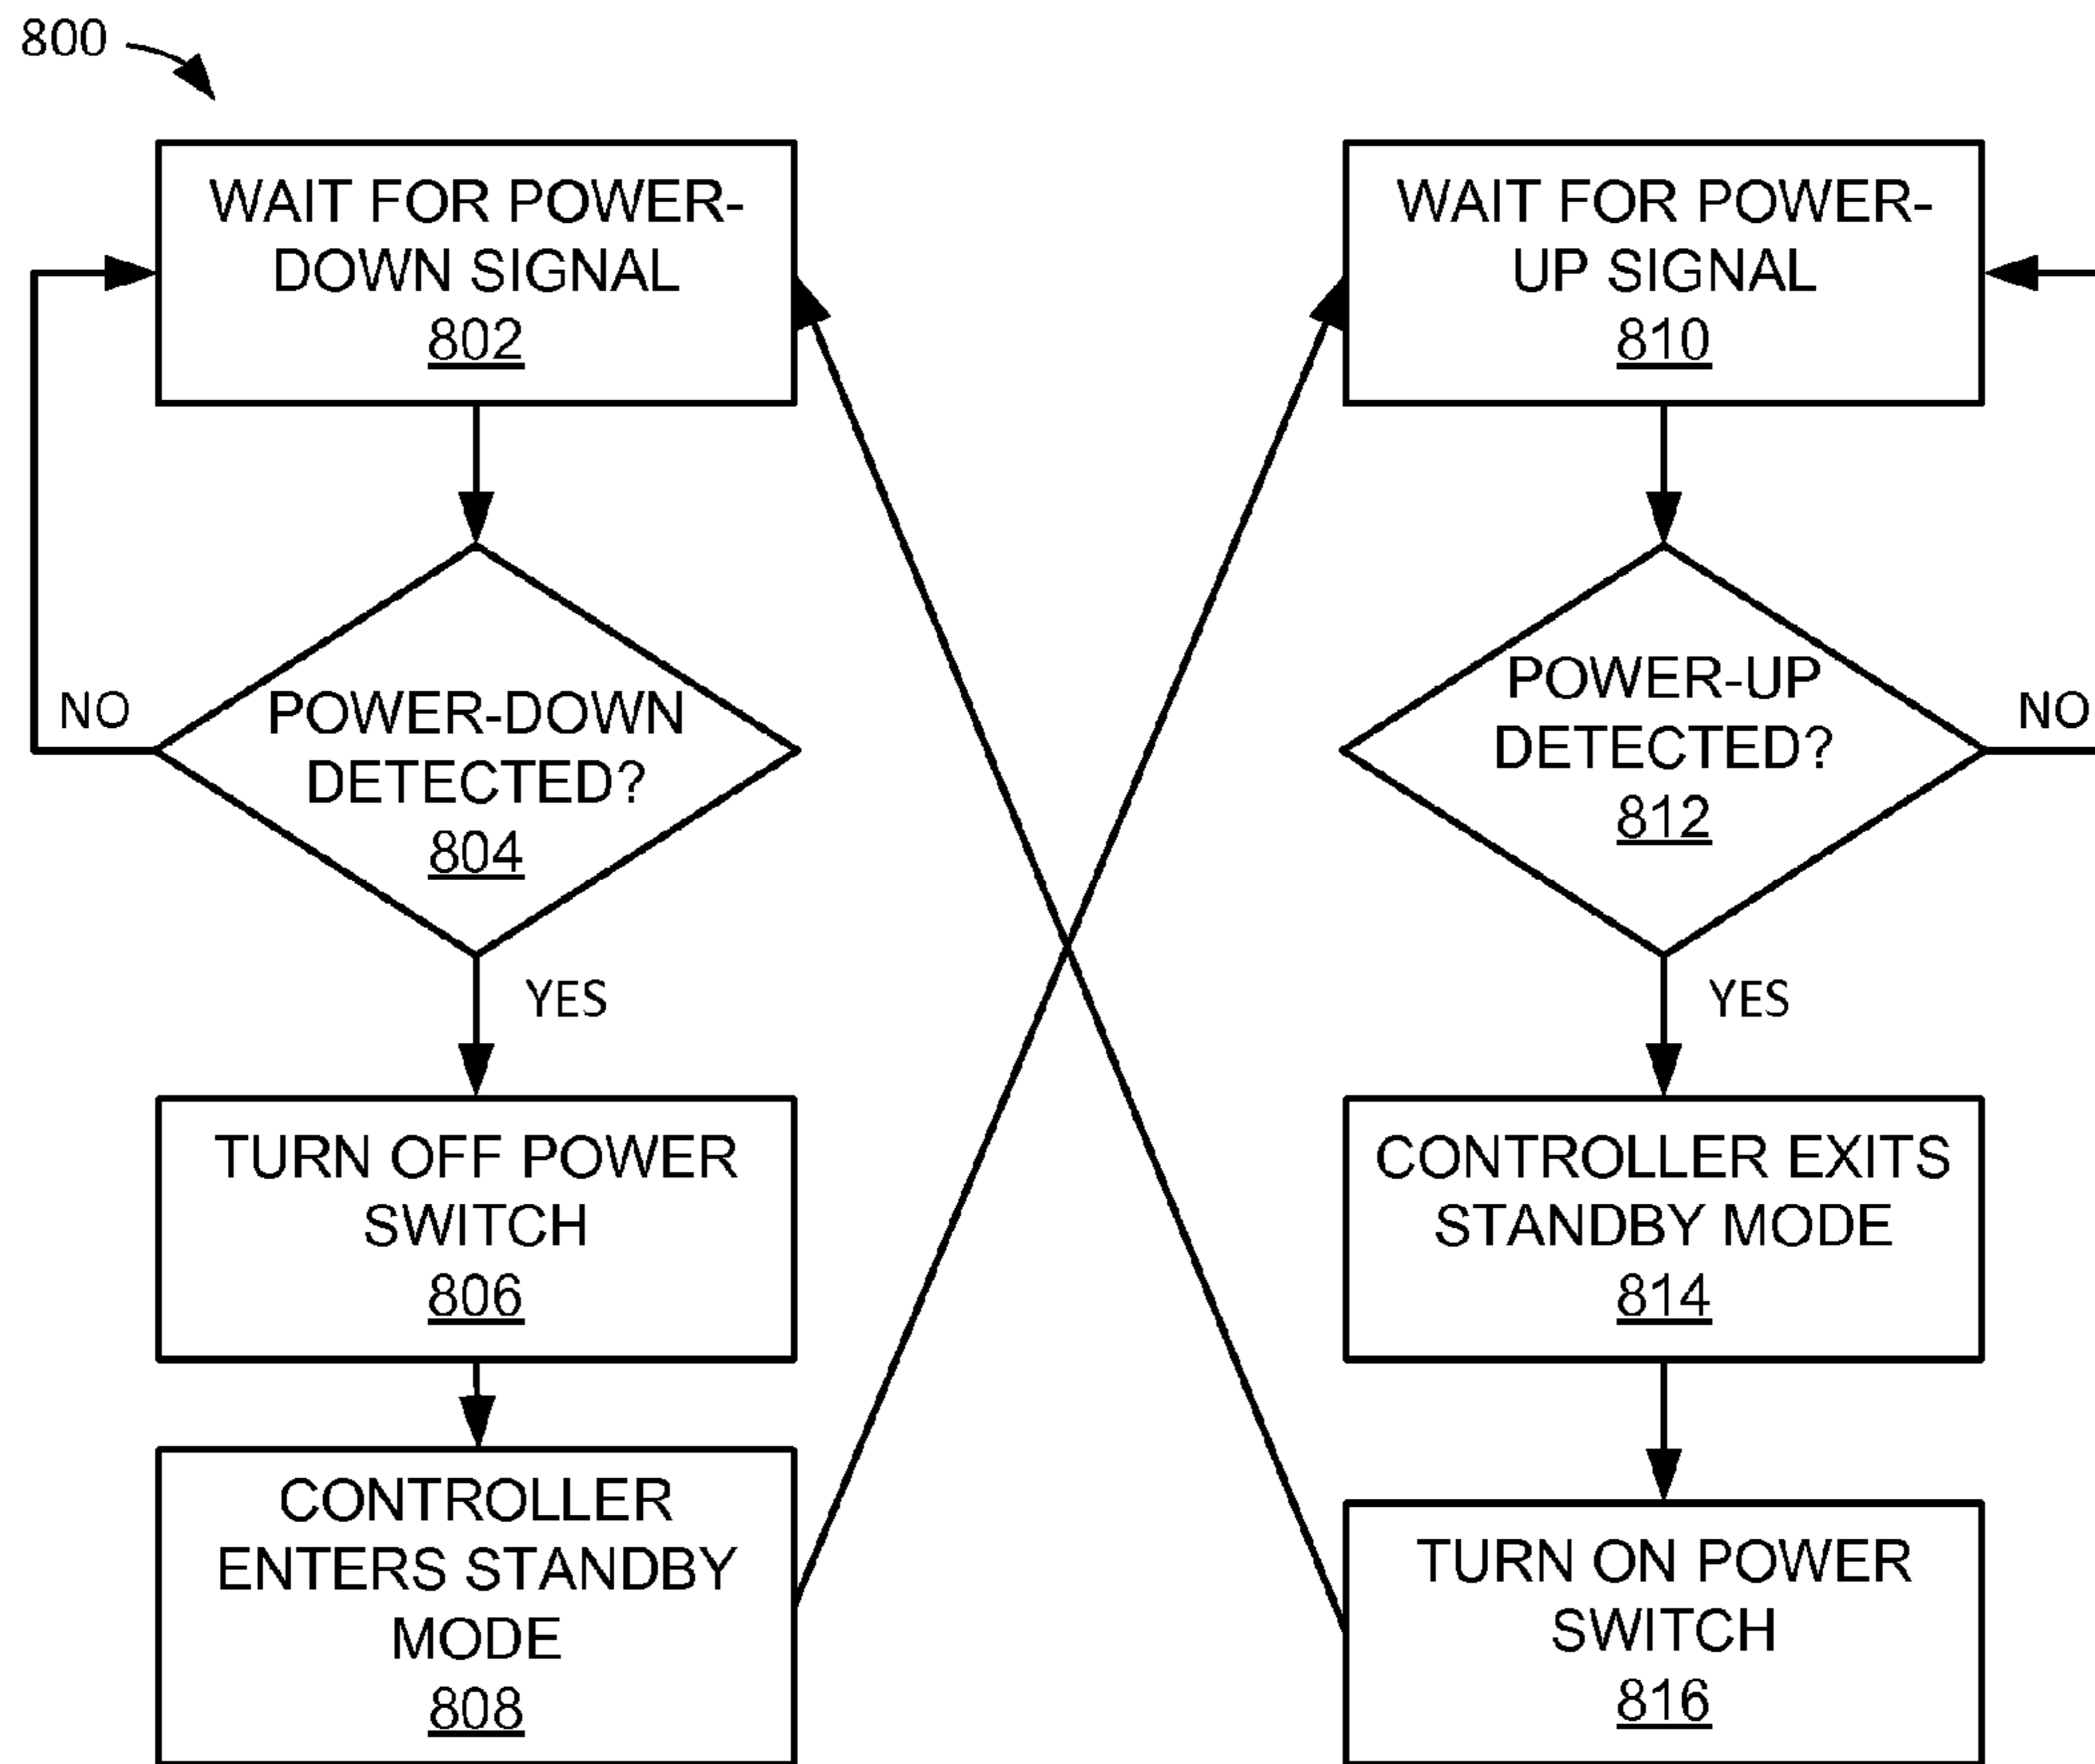 800
WAIT FOR POWER-
DOWN SIGNAL
802
NO
POWER-DOWN
DETECTED?
804
YES
TURN OFF POWER
SWITCH
806
CONTROLLER
ENTERS STANDBY
MODE
808
WAIT FOR POWER-
UP SIGNAL
810
POWER-UP
DETECTED?
812
NO
YES
CONTROLLER EXITS
STANDBY MODE
814
TURN ON POWER
SWITCH
816